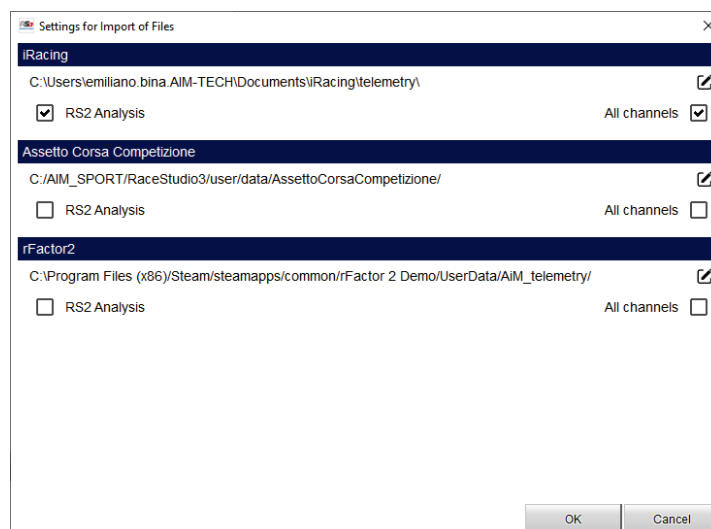 Settings for Import of Files
iRacing
C:\Users\emiliano.bina.AIM-TECH\Documents\iRacing\telemetry\
RS2 Analysis All channels
Assetto Corsa Competizione
C:/AIM_SPORT/RaceStudio3/user/data/AssettoCorsaCompetizione/
RS2 Analysis All channels
rFactor2
C:\Program Files (x86)/Steam/steamapps/common/rFactor 2 Demo/UserData/AiM_telemetry/
RS2 Analysis All channels
OK Cancel